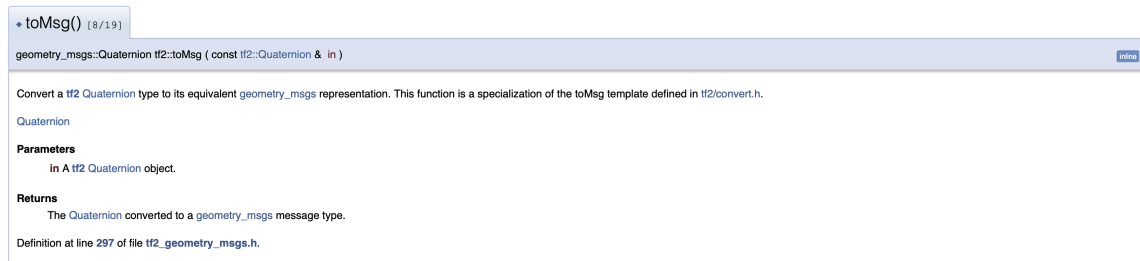 ◆ toMsg() [8/19]
geometry_msgs::Quaternion tf2::toMsg ( const tf2::Quaternion & in )
inline
Convert a tf2 Quaternion type to its equivalent geometry_msgs representation. This function is a specialization of the toMsg template defined in tf2/convert.h.
Quaternion
Parameters
in A tf2 Quaternion object.
Returns
The Quaternion converted to a geometry_msgs message type.
Definition at line 297 of file tf2_geometry_msgs.h.